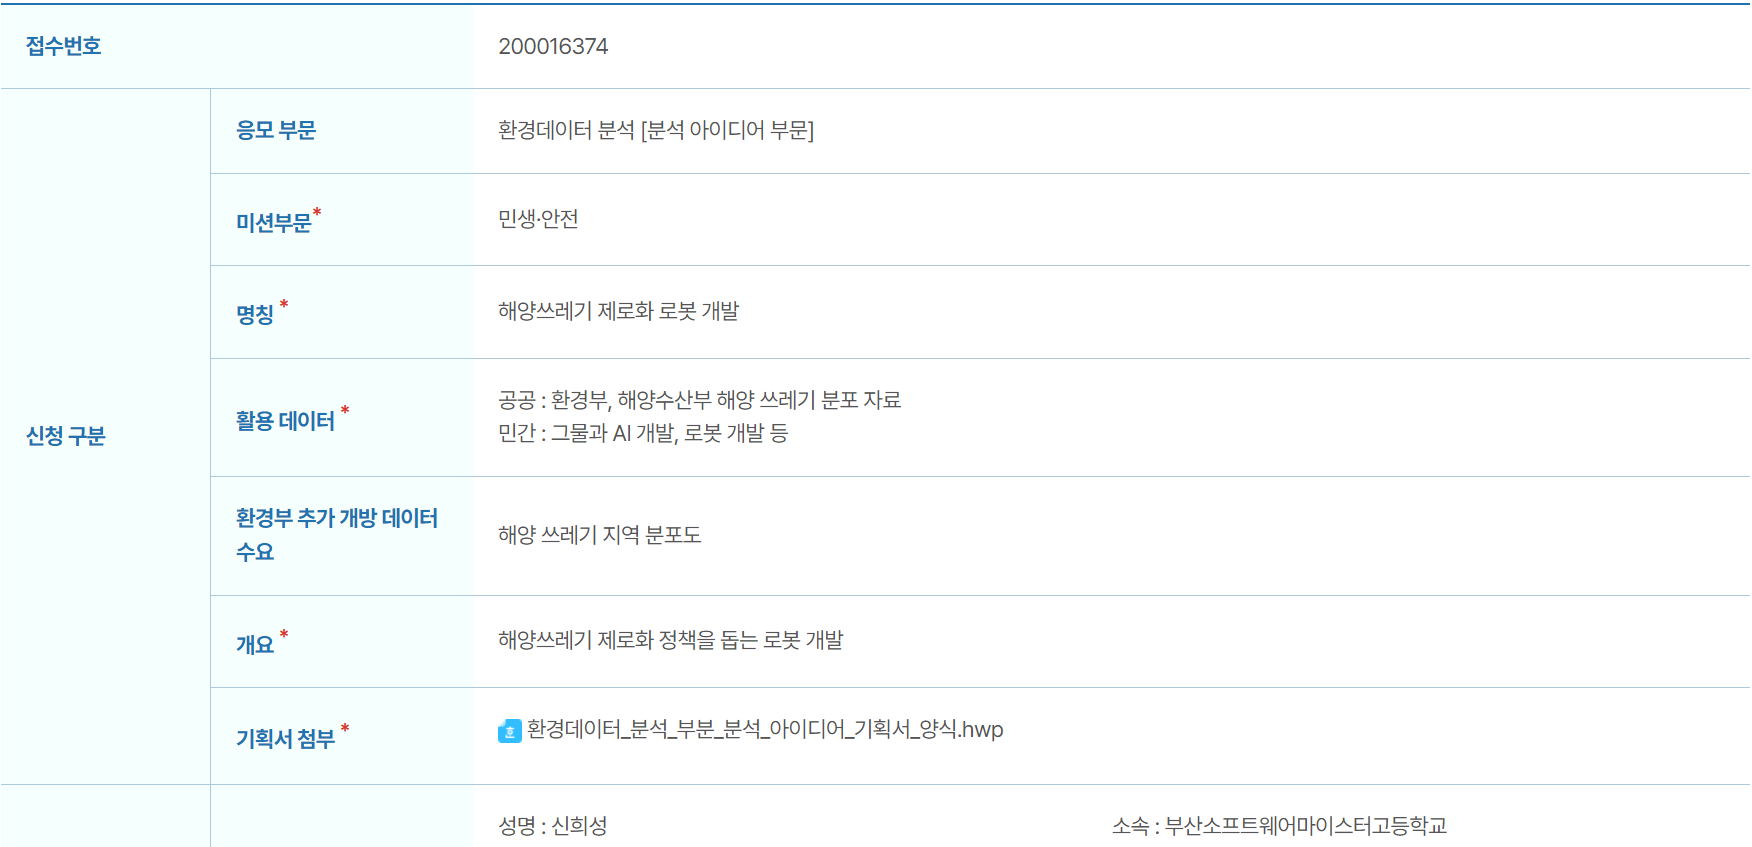 접수번호
200016374
신청 구분
응모 부문
환경데이터 분석 [분석 아이디어 부문]
미션부문*
민생·안전
명칭 *
해양쓰레기 제로화 로봇 개발
활용 데이터 *
공공 : 환경부, 해양수산부 해양 쓰레기 분포 자료
민간 : 그물과 AI 개발, 로봇 개발 등
환경부 추가 개방 데이터
수요
해양 쓰레기 지역 분포도
개요 *
해양쓰레기 제로화 정책을 돕는 로봇 개발
기획서 첨부 *
환경데이터_분석_부분_분석_아이디어_기획서_양식.hwp
성명 : 신희성
소속 : 부산소프트웨어마이스터고등학교